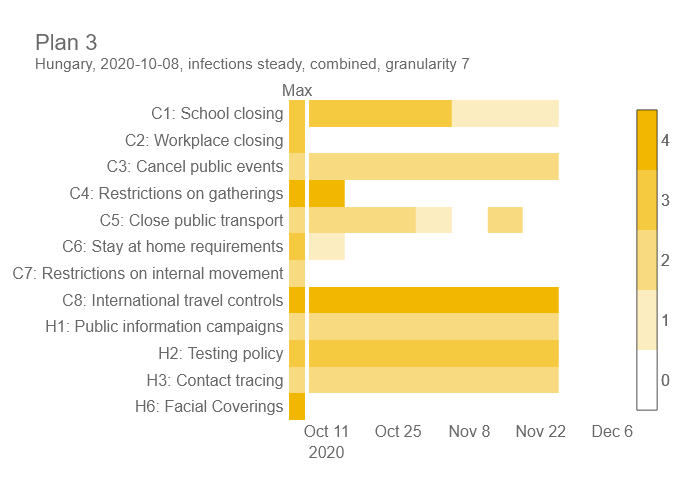 Plan 3
Hungary, 2020-10-08, infections steady, combined, granularity 7
Max
C1: School closing
C2: Workplace closing
C3: Cancel public events
C4: Restrictions on gatherings
C5: Close public transport
C6: Stay at home requirements
C7: Restrictions on internal movement
C8: International travel controls
H1: Public information campaigns
H2: Testing policy
H3: Contact tracing
H6: Facial Coverings
Oct 11 Oct 25 Nov 8 Nov 22 Dec 6
2020
4
3
2
1
0